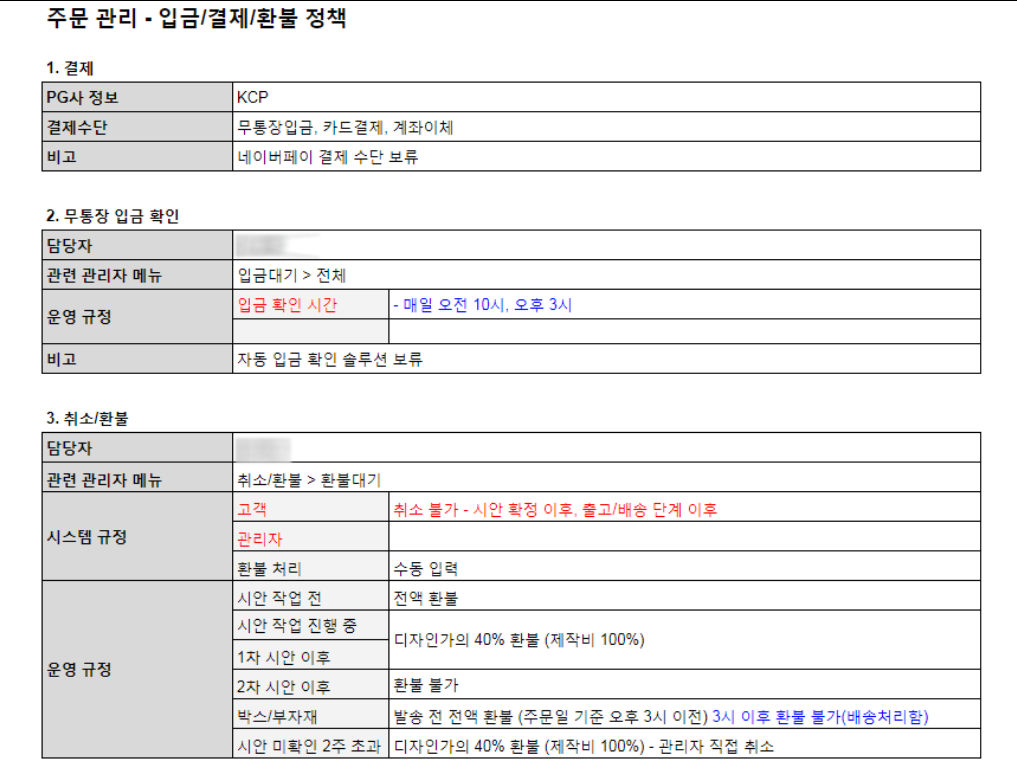 주문 관리 - 입금/결제/환불 정책
1. 결제
PG사 정보 KCP
결제수단 무통장입금, 카드결제, 계좌이체
비고 네이버페이 결제 수단 보류
2. 무통장 입금 확인
담당자
관련 관리자 메뉴 입금대기 > 전체
운영 규정 입금 확인 시간 - 매일 오전 10시, 오후 3시
비고 자동 입금 확인 솔루션 보류
3. 취소/환불
담당자
관련 관리자 메뉴 취소/환불 > 환불대기
시스템 규정 고객 취소 불가 - 시안 확정 이후, 출고/배송 단계 이후
관리자
환불 처리 수동 입력
운영 규정 시안 작업 전 전액 환불
시안 작업 진행 중 디자인가의 40% 환불 (제작비 100%)
1차 시안 이후
2차 시안 이후 환불 불가
박스/부자재 발송 전 전액 환불 (주문일 기준 오후 3시 이전) 3시 이후 환불 불가(배송처리함)
시안 미확인 2주 초과 디자인가의 40% 환불 (제작비 100%) - 관리자 직접 취소